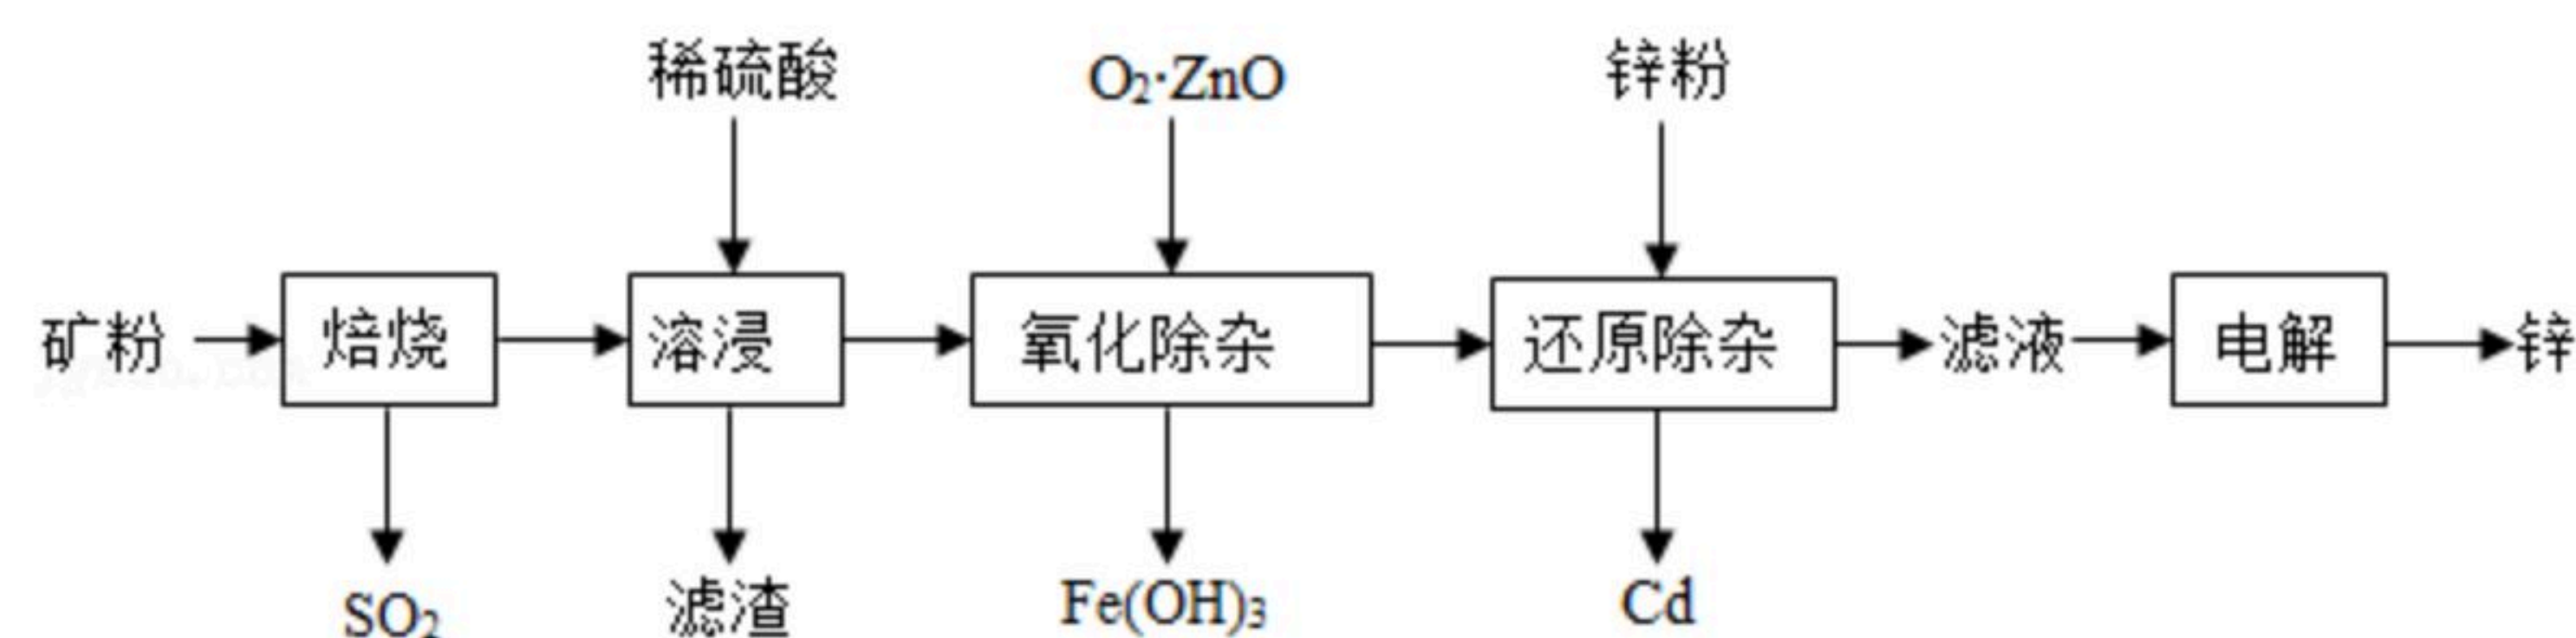 稀硫酸 O₂·ZnO 锌粉
矿粉 焙烧 溶浸 氧化除杂 还原除杂 滤液 电解 锌
SO₂ 滤渣 Fe(OH)₃ Cd